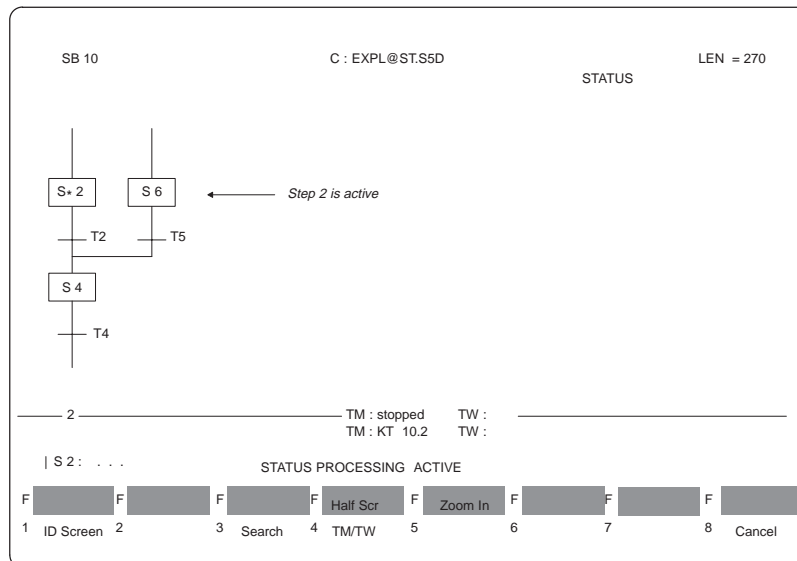 SB 10 C : EXPL@ST.S5D LEN = 270
STATUS
S* 2 S 6 Step 2 is active
T2 T5
S 4
T4
2 TM : stopped TW :
TM : KT 10.2 TW :
| S 2 : . . .
STATUS PROCESSING ACTIVE
F F F F Half Scr F Zoom In F F F
1 ID Screen 2 3 Search 4 TM/TW 5 6 7 8 Cancel